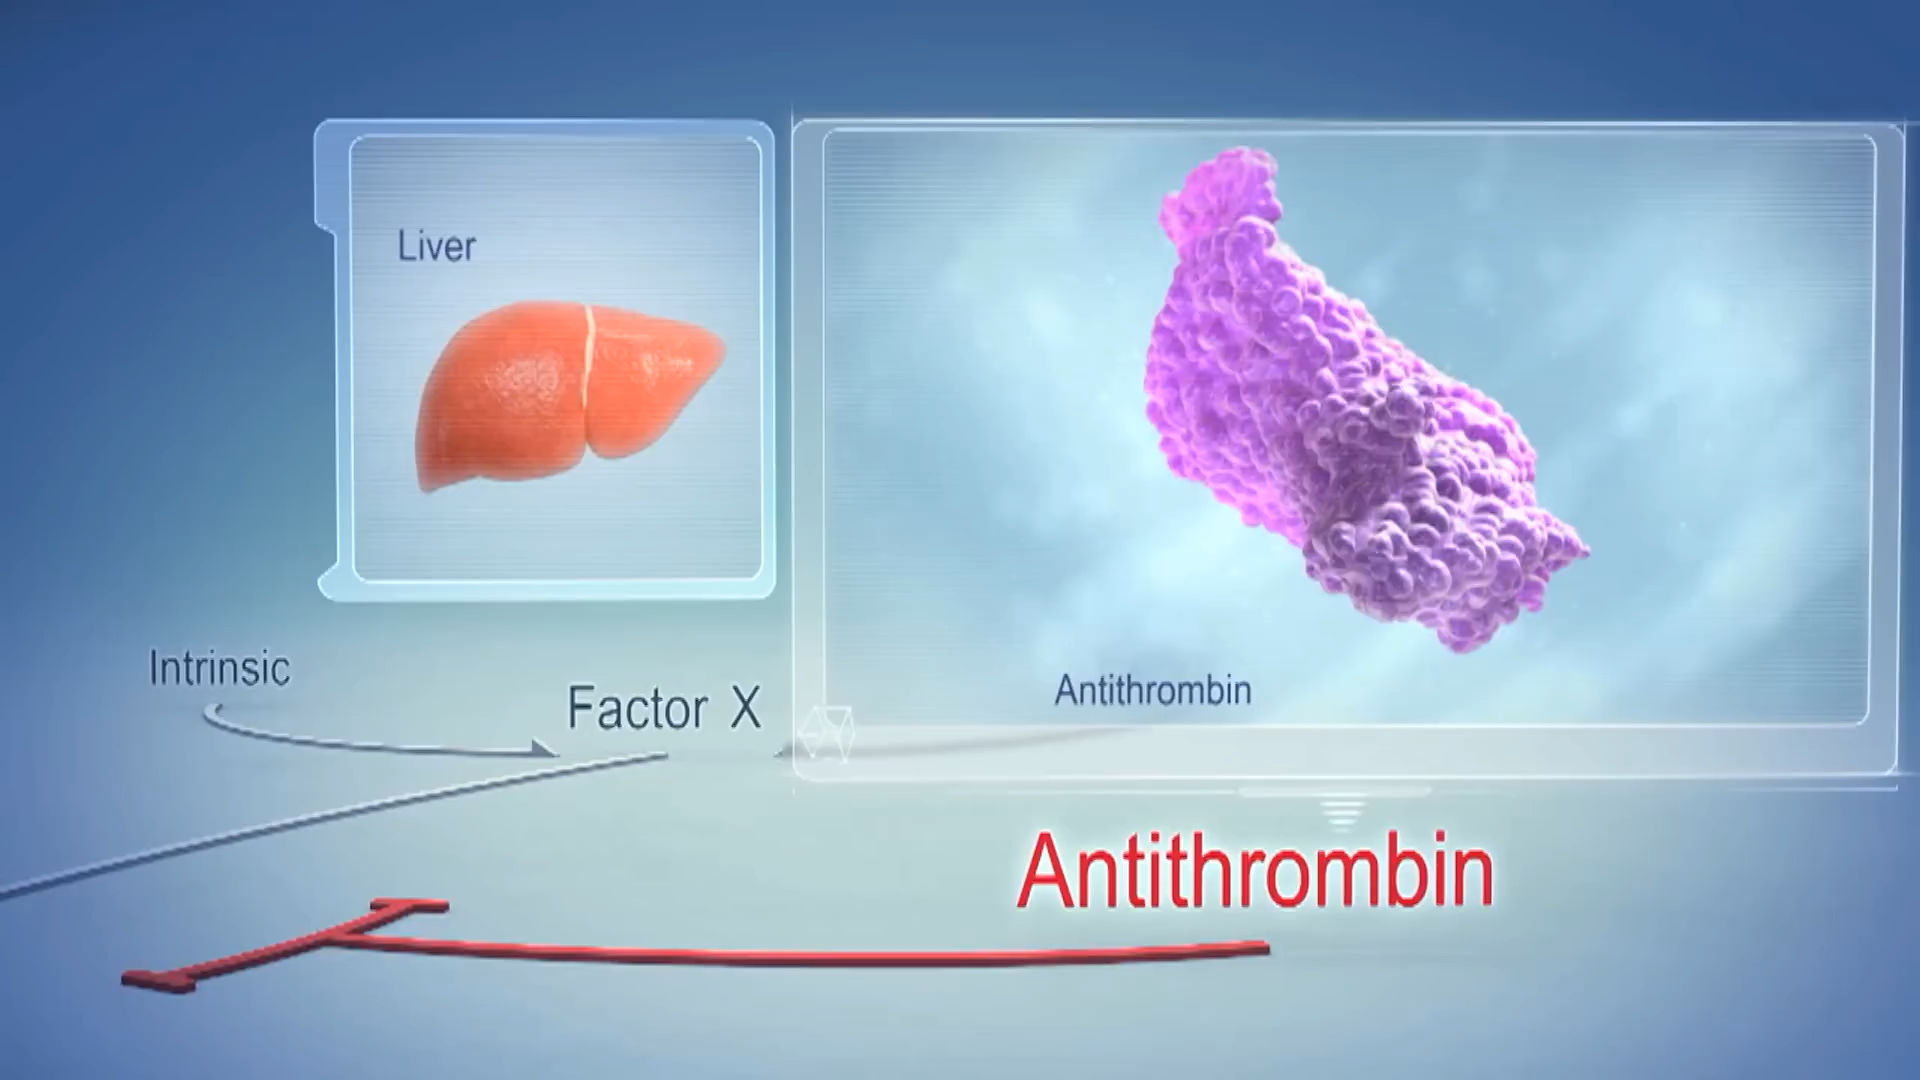 Liver
Intrinsic
Factor X
Antithrombin
Antithrombin